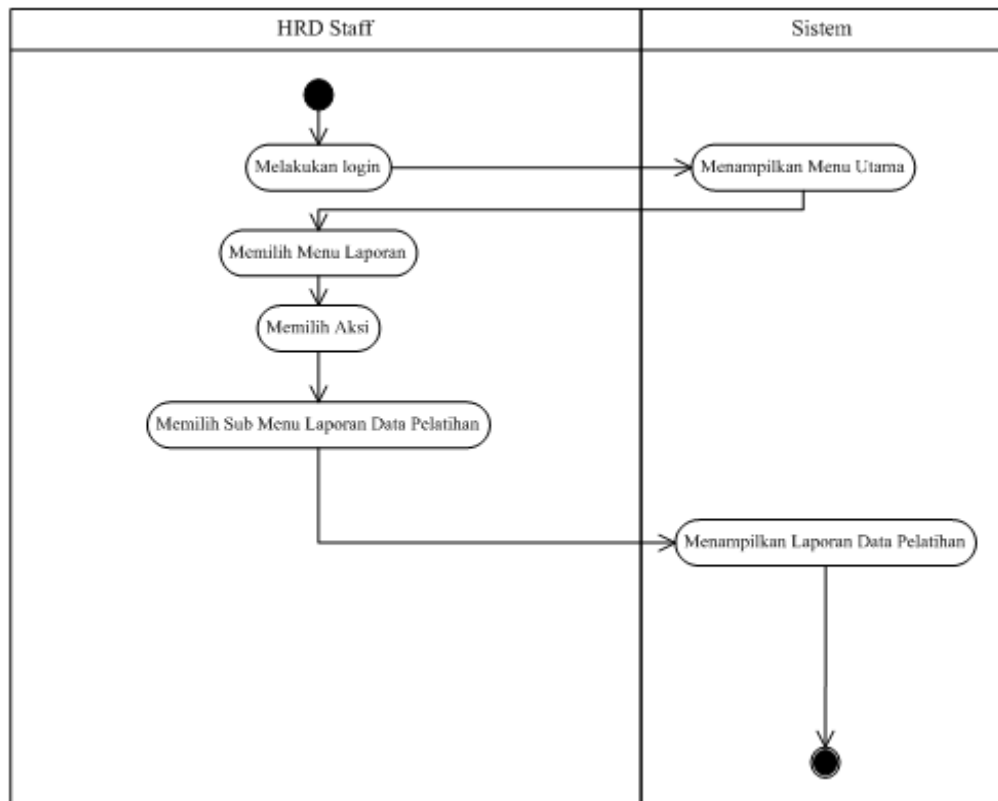 HRD Staff
Sistem
Melakukan login
Menampilkan Menu Utama
Memilih Menu Laporan
Memilih Aksi
Memilih Sub Menu Laporan Data Pelatihan
Menampilkan Laporan Data Pelatihan